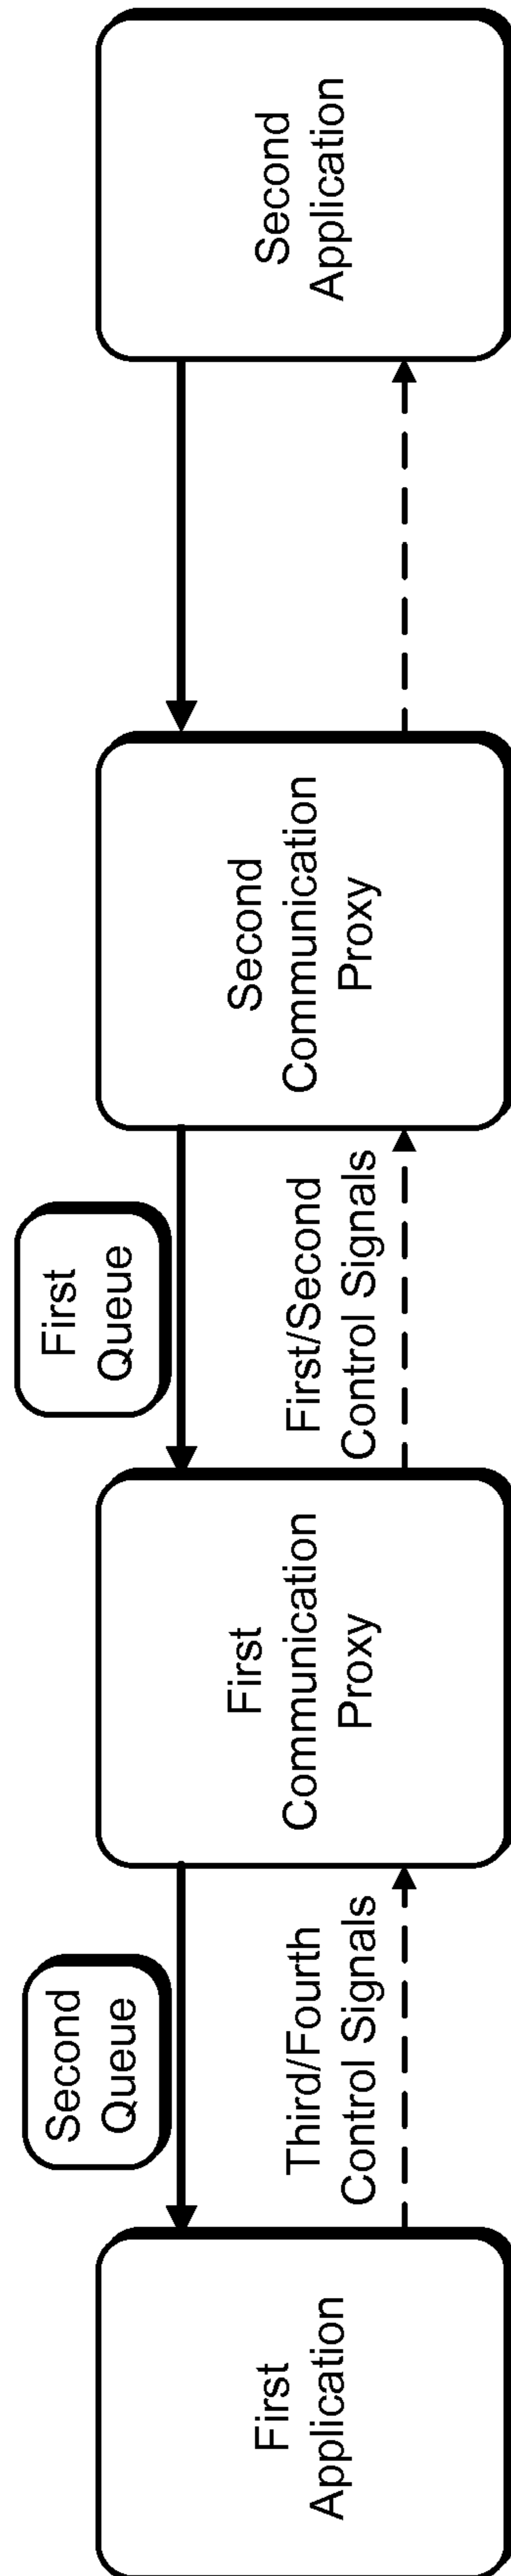 First
Application
Second
Queue
Third/Fourth
Control Signals
First
Communication
Proxy
First
Queue
First/Second
Control Signals
Second
Communication
Proxy
Second
Application